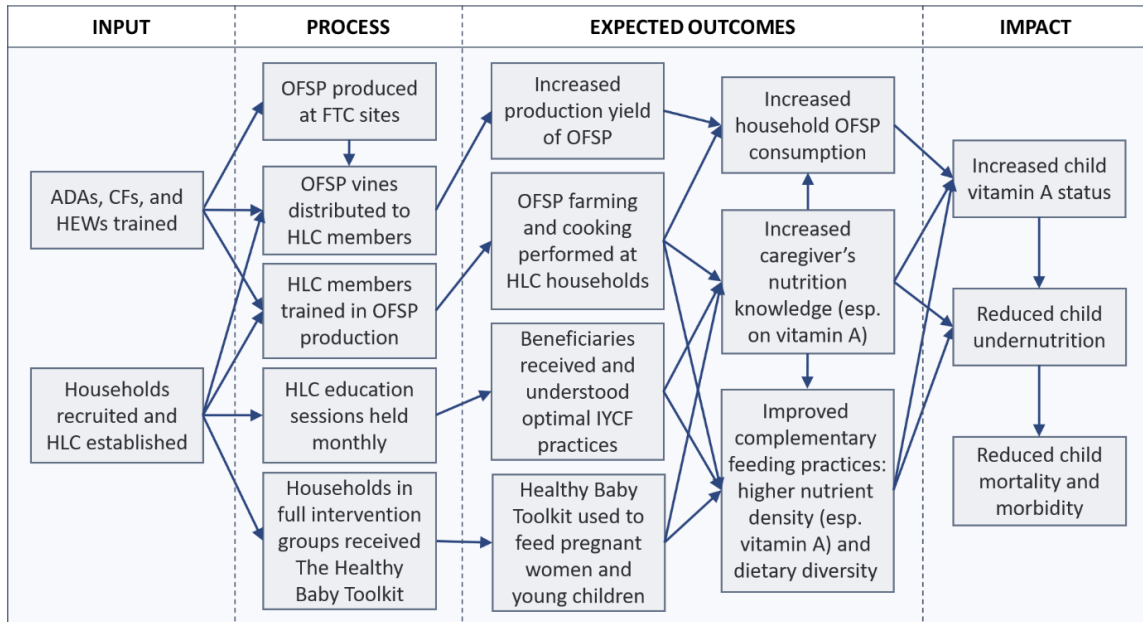 INPUT
PROCESS
EXPECTED OUTCOMES
IMPACT
ADAs, CFs, and
HEWs trained
Households
recruited and
HLC established
OFSP produced
at FTC sites
OFSP vines
distributed to
HLC members
HLC members
trained in OFSP
production
HLC education
sessions held
monthly
Households in
full intervention
groups received
The Healthy
Baby Toolkit
Increased
production yield
of OFSP
OFSP farming
and cooking
performed at
HLC households
Beneficiaries
received and
understood
optimal IYCF
practices
Healthy Baby
Toolkit used to
feed pregnant
women and
young children
Increased
household OFSP
consumption
Increased
caregiver’s
nutrition
knowledge (esp.
on vitamin A)
Improved
complementary
feeding practices:
higher nutrient
density (esp.
vitamin A) and
dietary diversity
Increased child
vitamin A status
Reduced child
undernutrition
Reduced child
mortality and
morbidity